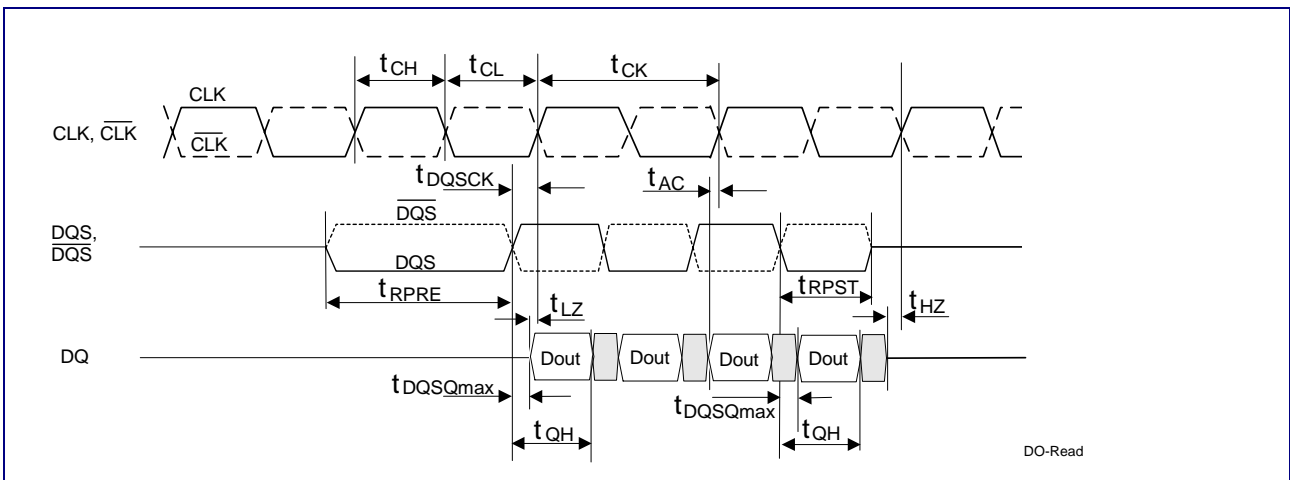 tCH tCL tCK
CLK
CLK, CLK
CLK
tDQSCK tAC
DQS
DQS,
DQS
DQS
tRPRE tLZ tRPST tHZ
DQ Dout Dout Dout Dout
tDQSQmax tDQSQmax
tQH tQH
DO-Read